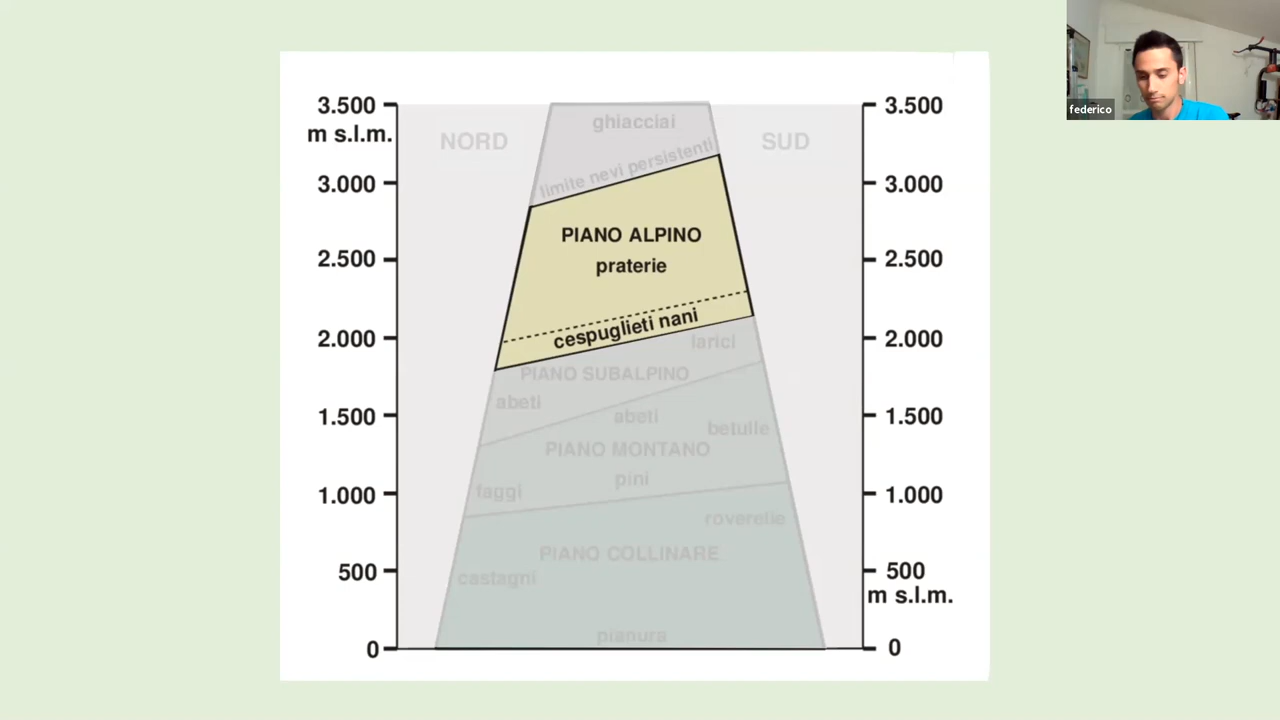 federico
3.500
m s.l.m.
3.000
2.500
2.000
1.500
1.000
500
0
NORD
SUD
ghiacciai
limite nevi persistenti
PIANO ALPINO
praterie
cespuglieti nani
larici
PIANO SUBALPINO
abeti
abeti
betulle
PIANO MONTANO
pini
faggi
roverelle
PIANO COLLINARE
castagni
pianura
3.500
3.000
2.500
2.000
1.500
1.000
500
m s.l.m.
0